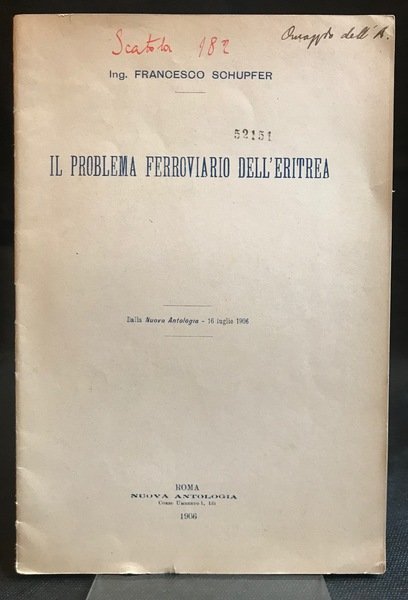 Scatola 182
Omaggio dell'A.
Ing. FRANCESCO SCHUPFER
52151
IL PROBLEMA FERROVIARIO DELL'ERITREA
Dalla Nuova Antologia - 16 luglio 1906
ROMA
NUOVA ANTOLOGIA
CORSO UMBERTO I,
1906